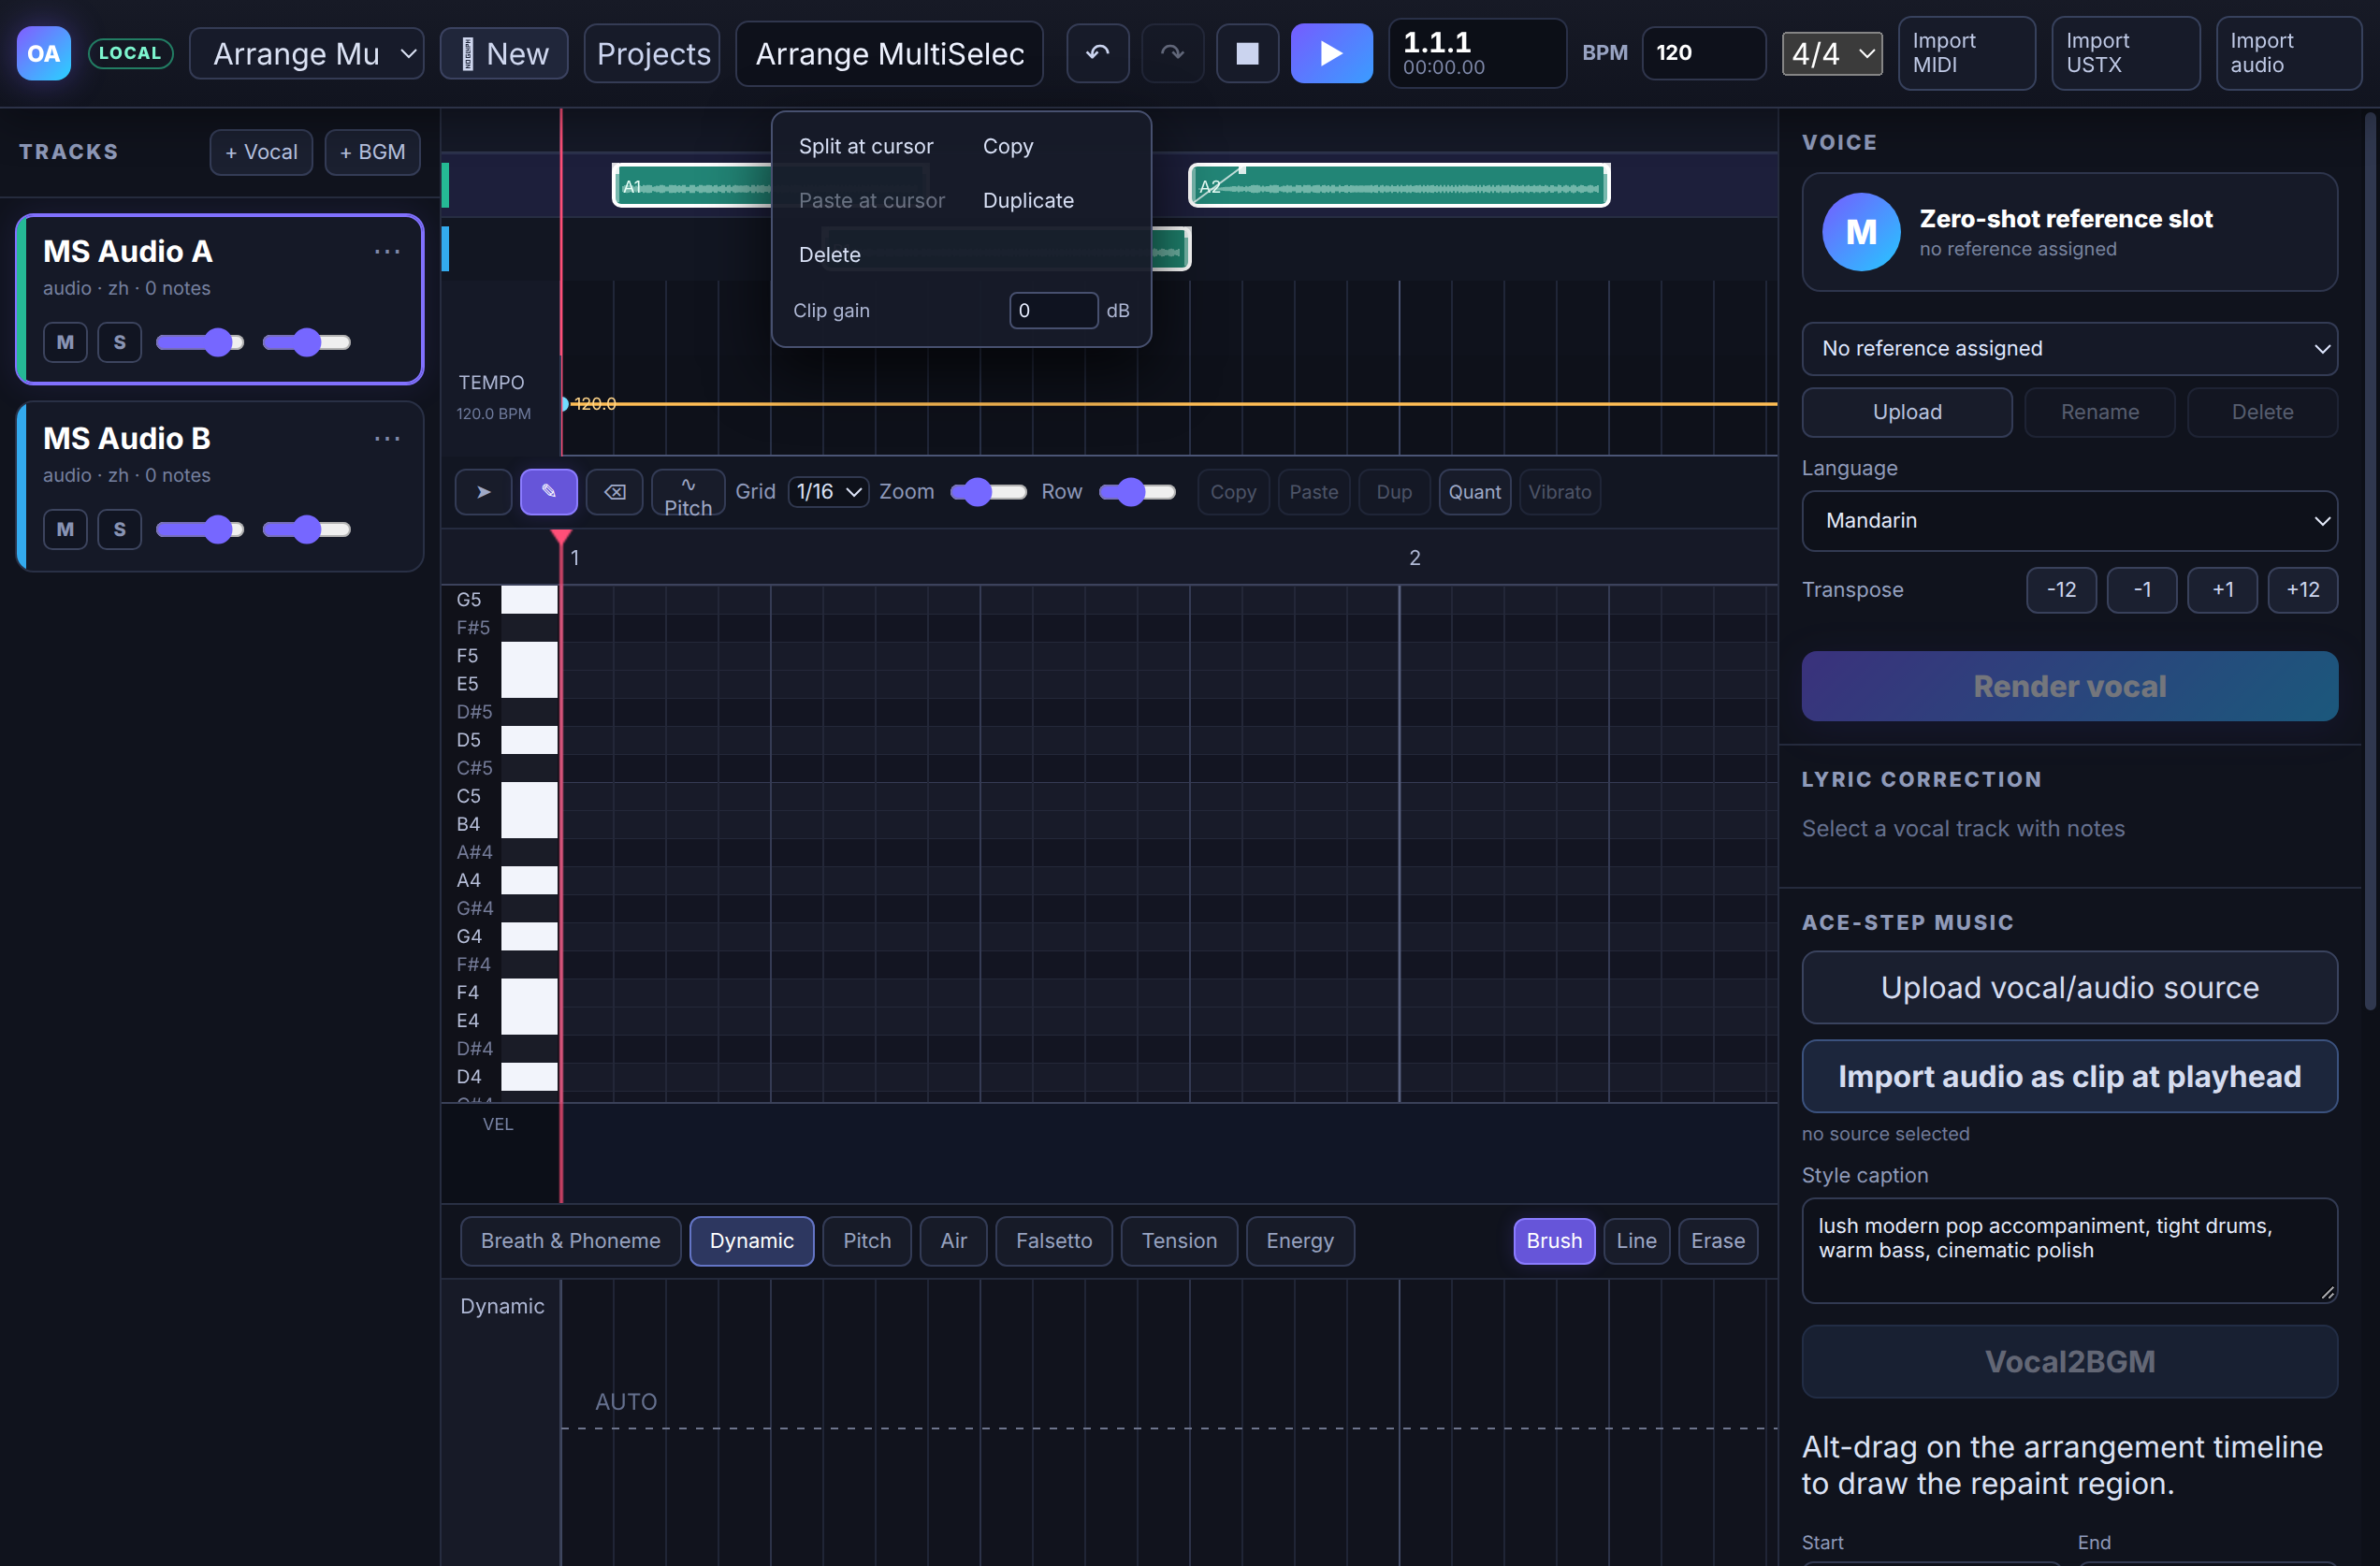 OA
LOCAL
Arrange Mu
New
Projects
Arrange MultiSelec
1.1.1
00:00.00
BPM
120
4/4
Import
MIDI
Import
USTX
Import
audio
TRACKS
+ Vocal
+ BGM
MS Audio A
audio · zh · 0 notes
M
S
MS Audio B
audio · zh · 0 notes
M
S
A1
A2
Split at cursor
Copy
Paste at cursor
Duplicate
Delete
Clip gain
0
dB
TEMPO
120.0 BPM
120.0
Pitch
Grid
1/16
Zoom
Row
Copy
Paste
Dup
Quant
Vibrato
1
2
G5
F#5
F5
E5
D#5
D5
C#5
C5
B4
A#4
A4
G#4
G4
F#4
F4
E4
D#4
D4
C#4
VEL
Breath & Phoneme
Dynamic
Pitch
Air
Falsetto
Tension
Energy
Brush
Line
Erase
Dynamic
AUTO
VOICE
M
Zero-shot reference slot
no reference assigned
No reference assigned
Upload
Rename
Delete
Language
Mandarin
Transpose
-12
-1
+1
+12
Render vocal
LYRIC CORRECTION
Select a vocal track with notes
ACE-STEP MUSIC
Upload vocal/audio source
Import audio as clip at playhead
no source selected
Style caption
lush modern pop accompaniment, tight drums,
warm bass, cinematic polish
Vocal2BGM
Alt-drag on the arrangement timeline
to draw the repaint region.
Start
End